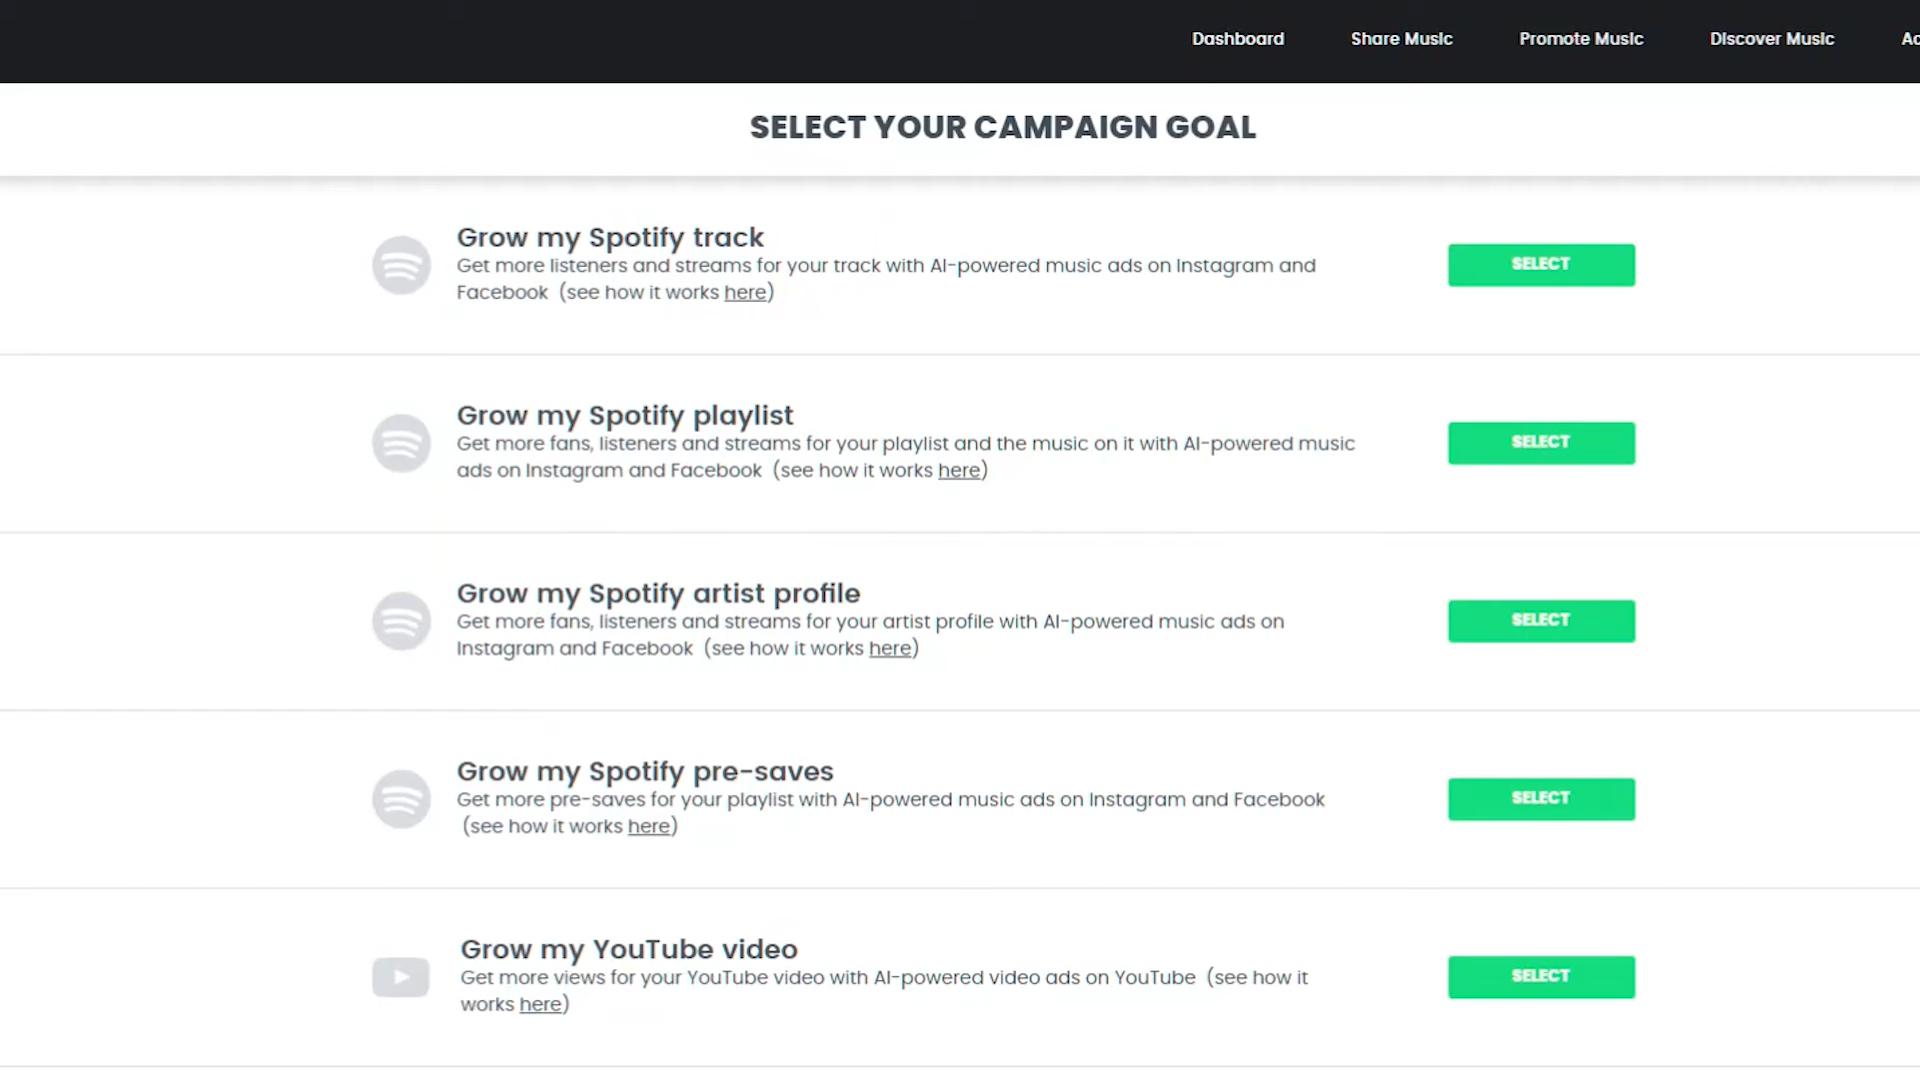 Dashboard Share Music Promote Music Discover Music
SELECT YOUR CAMPAIGN GOAL
Grow my Spotify track
Get more listeners and streams for your track with AI-powered music ads on Instagram and
Facebook (see how it works here)
SELECT
Grow my Spotify playlist
Get more fans, listeners and streams for your playlist and the music on it with AI-powered music
ads on Instagram and Facebook (see how it works here)
SELECT
Grow my Spotify artist profile
Get more fans, listeners and streams for your artist profile with AI-powered music ads on
Instagram and Facebook (see how it works here)
SELECT
Grow my Spotify pre-saves
Get more pre-saves for your playlist with AI-powered music ads on Instagram and Facebook
(see how it works here)
SELECT
Grow my YouTube video
Get more views for your YouTube video with AI-powered video ads on YouTube (see how it
works here)
SELECT